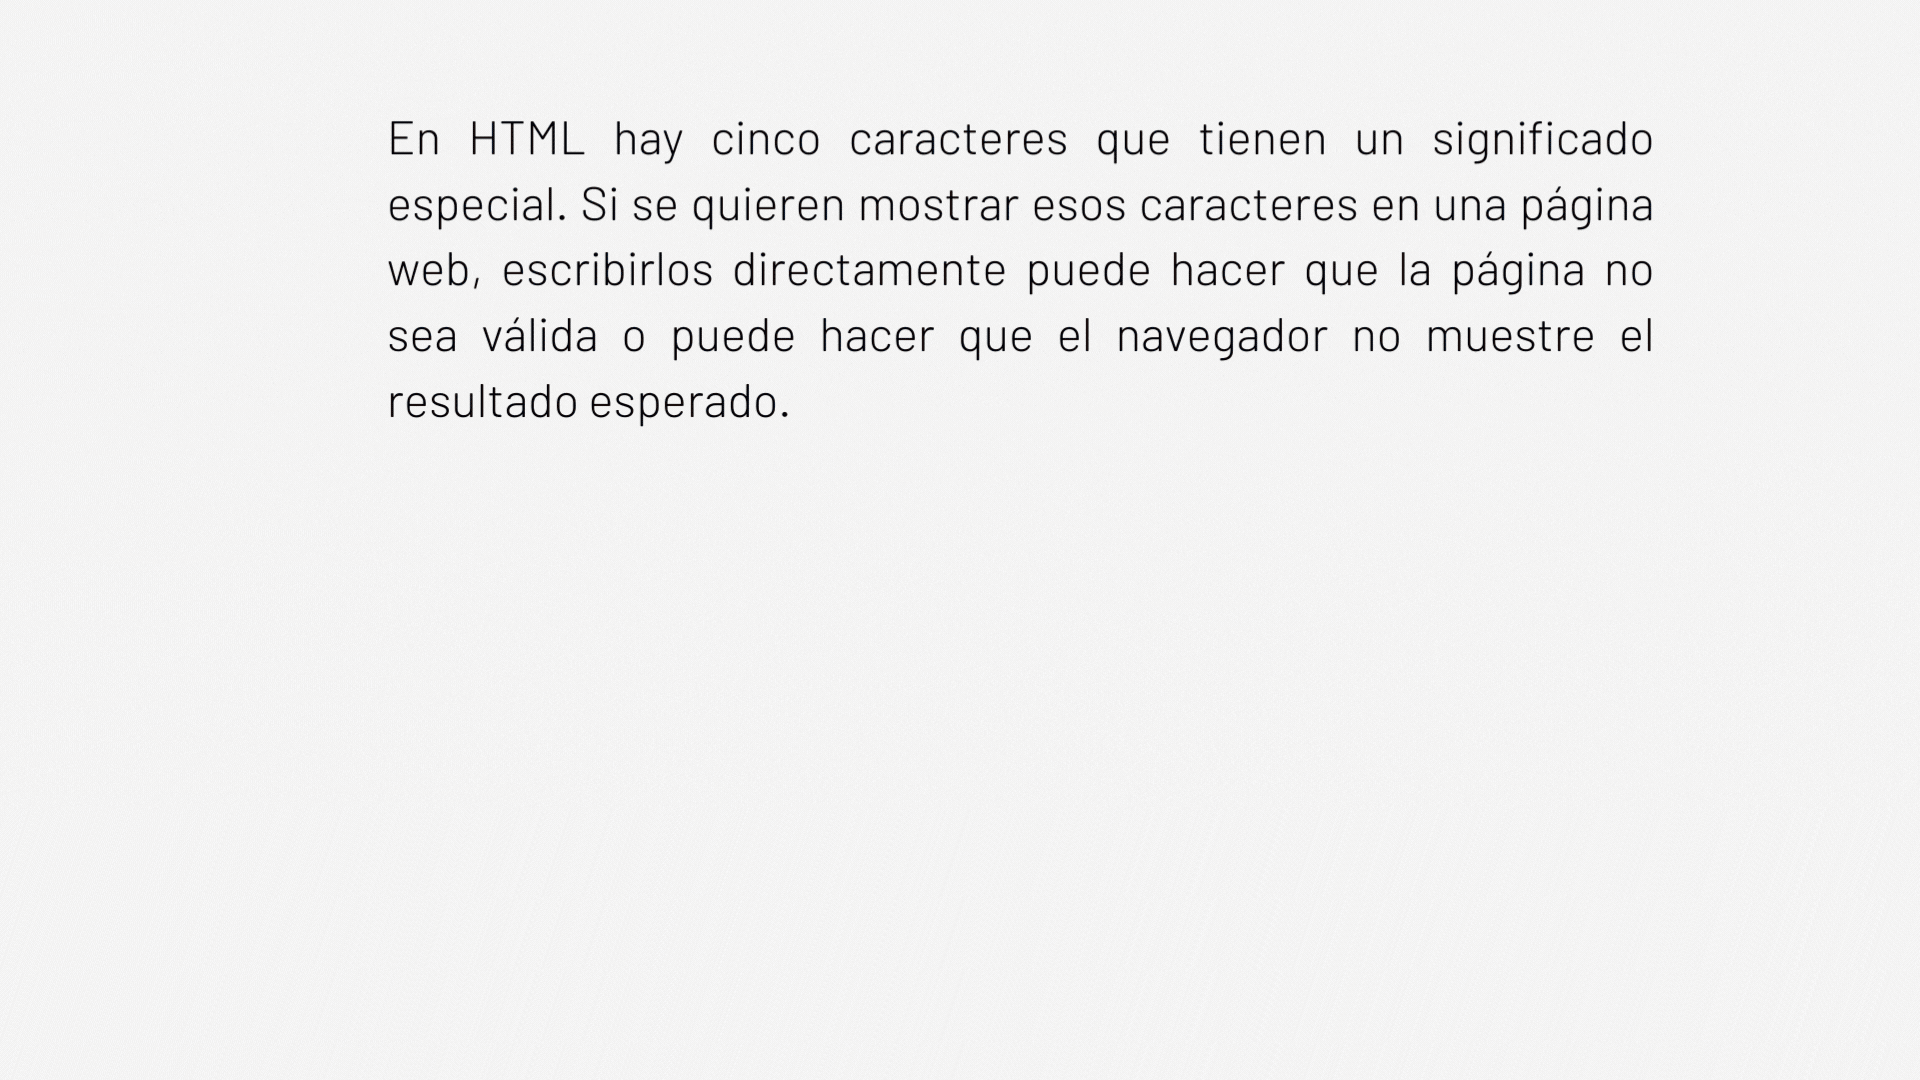 En HTML hay cinco caracteres que tienen un significado
especial. Si se quieren mostrar esos caracteres en una página
web, escribirlos directamente puede hacer que la página no
sea válida o puede hacer que el navegador no muestre el
resultado esperado.